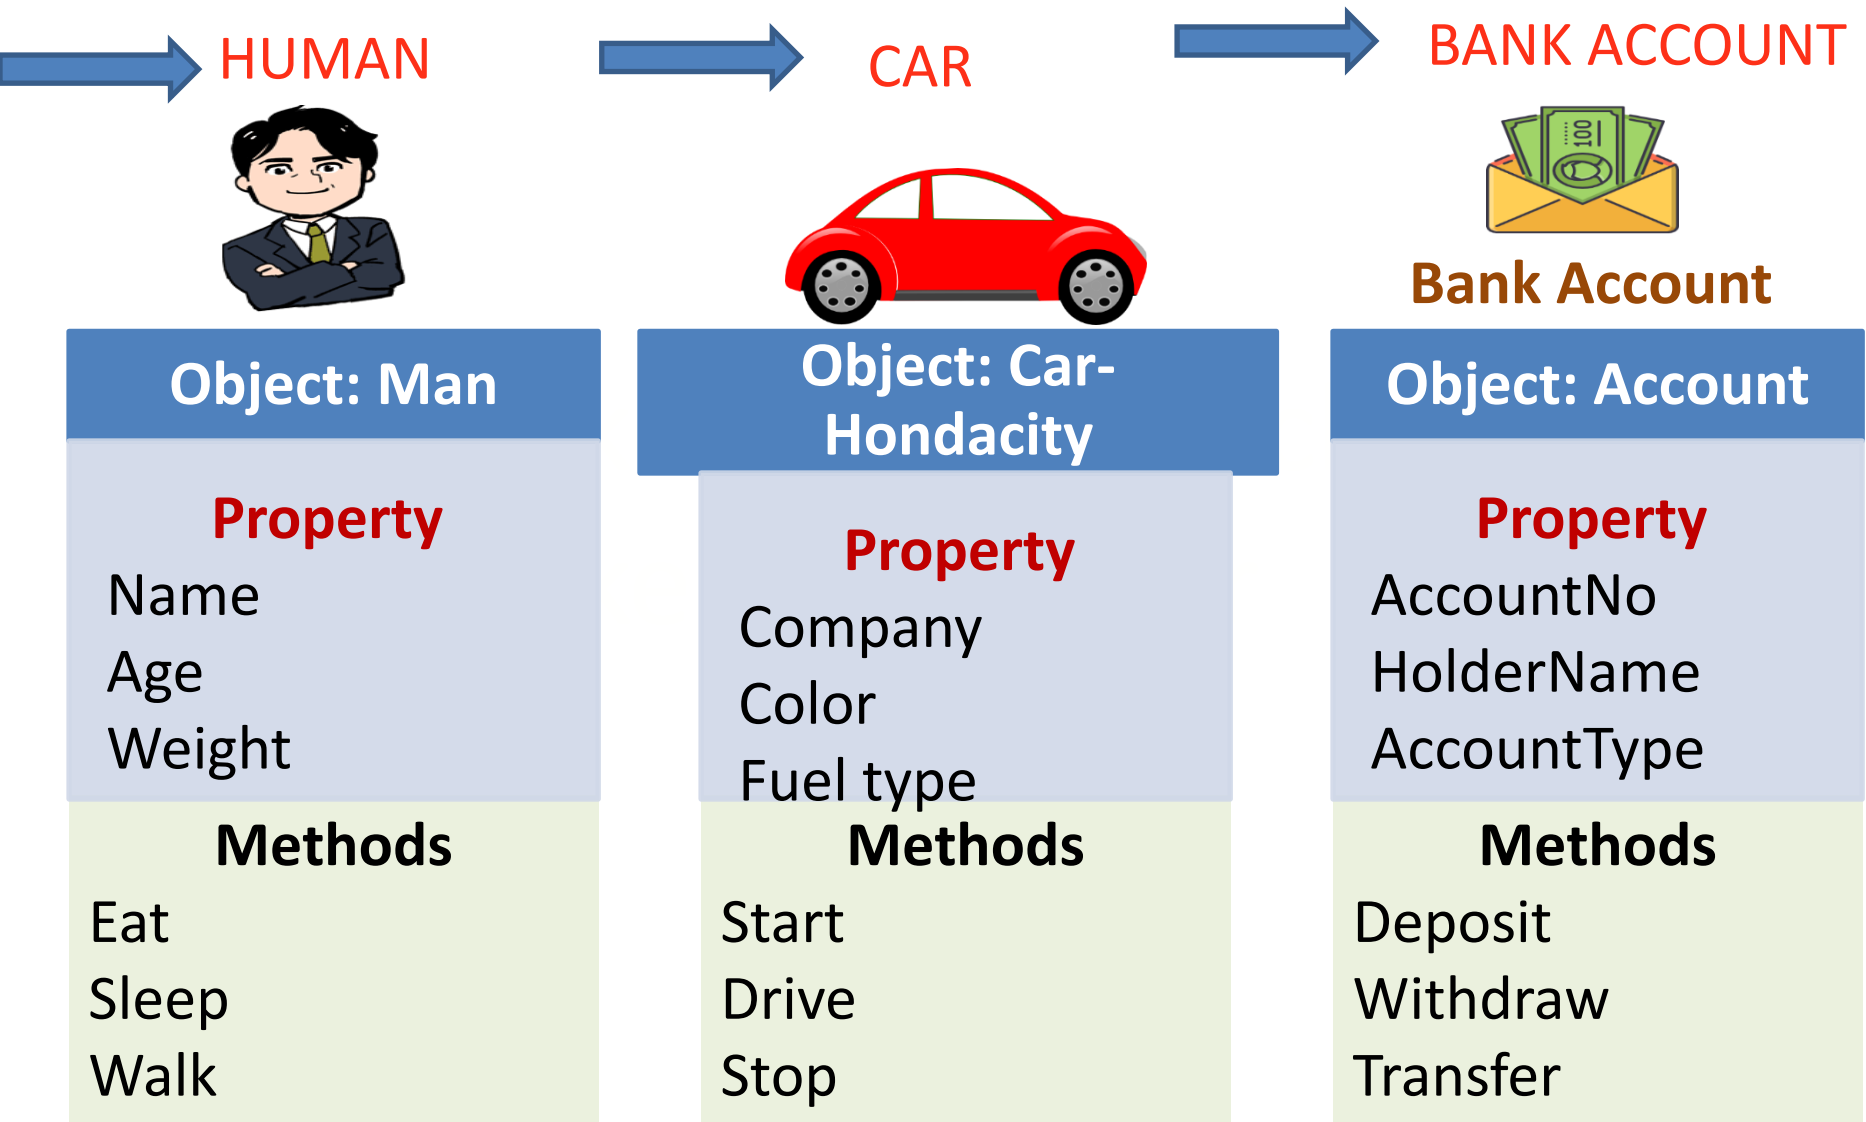 HUMAN
CAR
BANK ACCOUNT
100
Bank Account
Object: Man
Property
Name
Age
Weight
Methods
Eat
Sleep
Walk
Object: Car-
Hondacity
Property
Company
Color
Fuel type
Methods
Start
Drive
Stop
Object: Account
Property
AccountNo
HolderName
AccountType
Methods
Deposit
Withdraw
Transfer